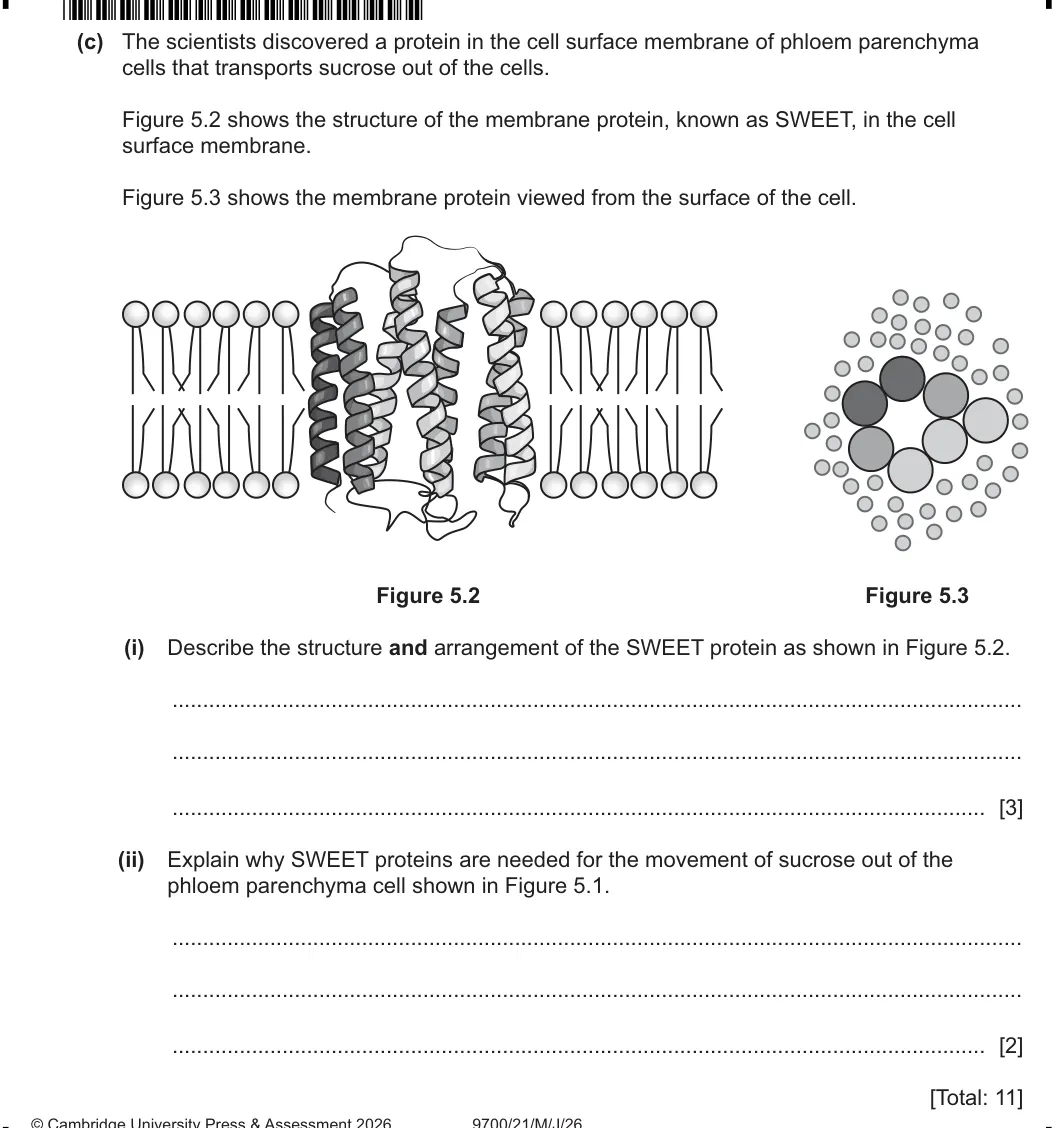 (c) The scientists discovered a protein in the cell surface membrane of phloem parenchyma
cells that transports sucrose out of the cells.
Figure 5.2 shows the structure of the membrane protein, known as SWEET, in the cell
surface membrane.
Figure 5.3 shows the membrane protein viewed from the surface of the cell.
Figure 5.2
Figure 5.3
(i) Describe the structure and arrangement of the SWEET protein as shown in Figure 5.2.
[3]
(ii) Explain why SWEET proteins are needed for the movement of sucrose out of the
phloem parenchyma cell shown in Figure 5.1.
[2]
[Total: 11]
© Cambridge University Press & Assessment 2026 9700/21/M/J/26